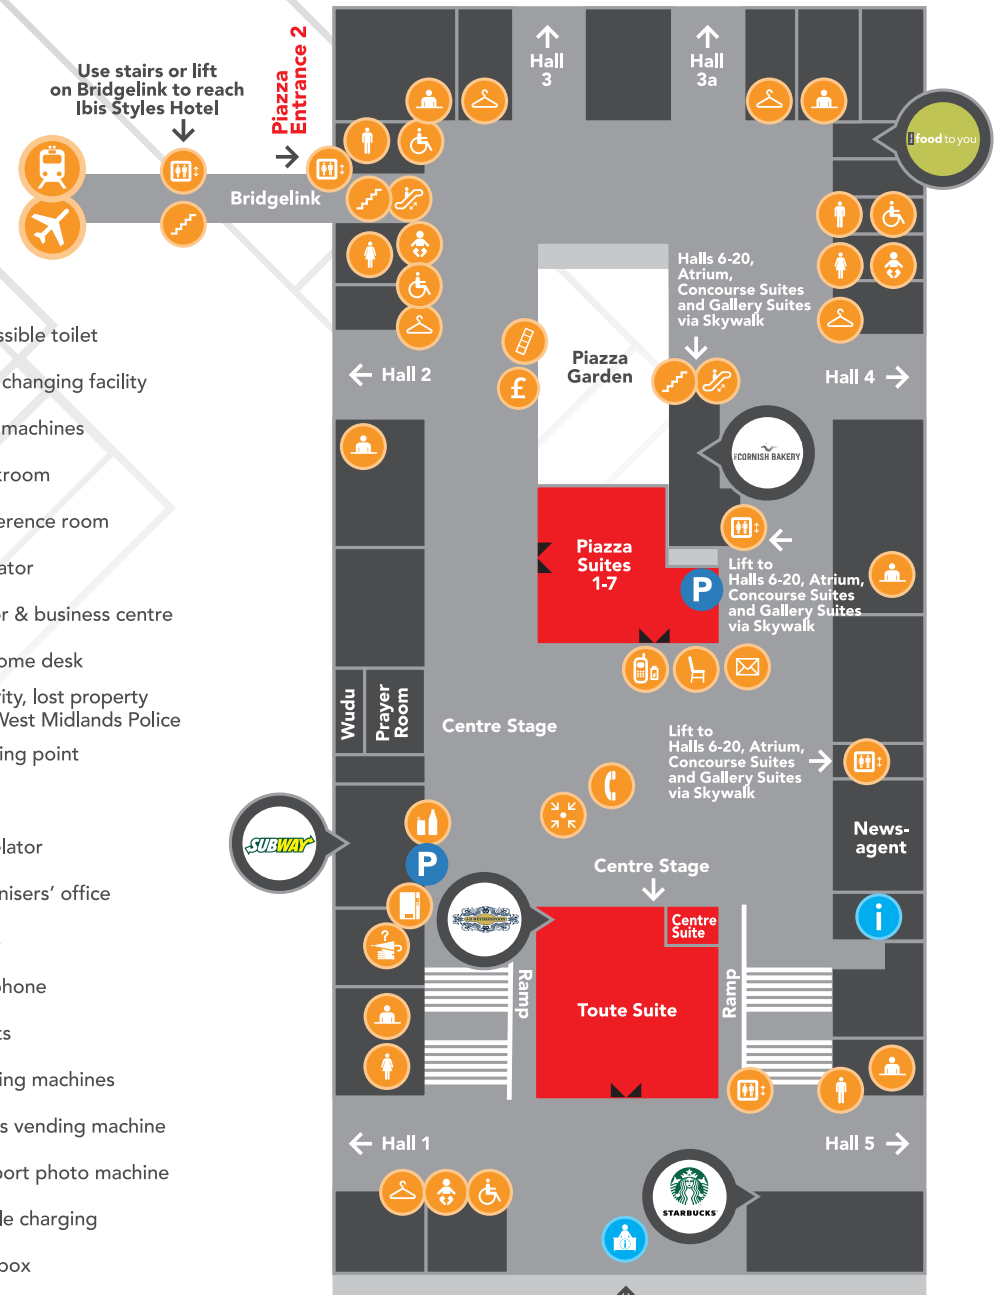 Use stairs or lift
on Bridgelink to reach
Ibis Styles Hotel
Piazza
Entrance 2
Bridgelink
Hall
3
Hall
3a
food to you
Halls 6-20,
Atrium,
Concourse Suites
and Gallery Suites
via Skywalk
Piazza
Garden
£
Hall 2
Hall 4
CORNISH BAKERY
Piazza
Suites
1-7
P
Lift to
Halls 6-20, Atrium,
Concourse Suites
and Gallery Suites
via Skywalk
Wudu
Prayer
Room
Centre Stage
Lift to
Halls 6-20, Atrium,
Concourse Suites
and Gallery Suites
via Skywalk
SUBWAY
P
News-
agent
i
Centre Stage
Centre
Suite
?
Ramp
Toute Suite
Ramp
Hall 1
Hall 5
STARBUCKS
i
ssible toilet
changing facility
machines
kroom
erence room
ator
or & business centre
ome desk
rity, lost property
West Midlands Police
ing point
lator
nisers' office
phone
ts
ing machines
s vending machine
port photo machine
le charging
box